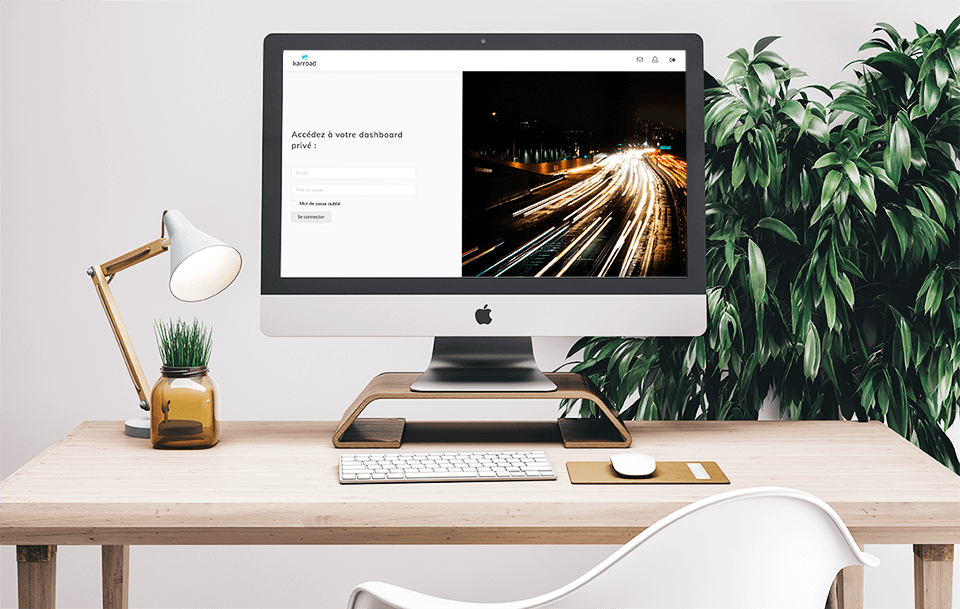 karroad
Accédez à votre dashboard
privé :
Email
Mot de passe
Mot de passe oublié
Se connecter